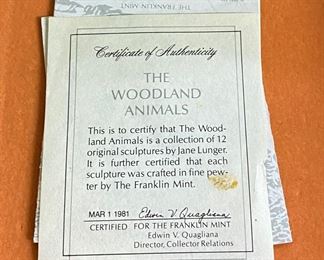 THE FRANKLIN MINT
Certificate of Authenticity
THE
WOODLAND
ANIMALS
This is to certify that The Wood-
land Animals is a collection of 12
original sculptures by Jane Lunger.
It is further certified that each
sculpture was crafted in fine pew-
ter by The Franklin Mint.
MAR 1 1981 Edwin V. Quagliana
CERTIFIED FOR THE FRANKLIN MINT
Edwin V. Quagliana
Director, Collector Relations